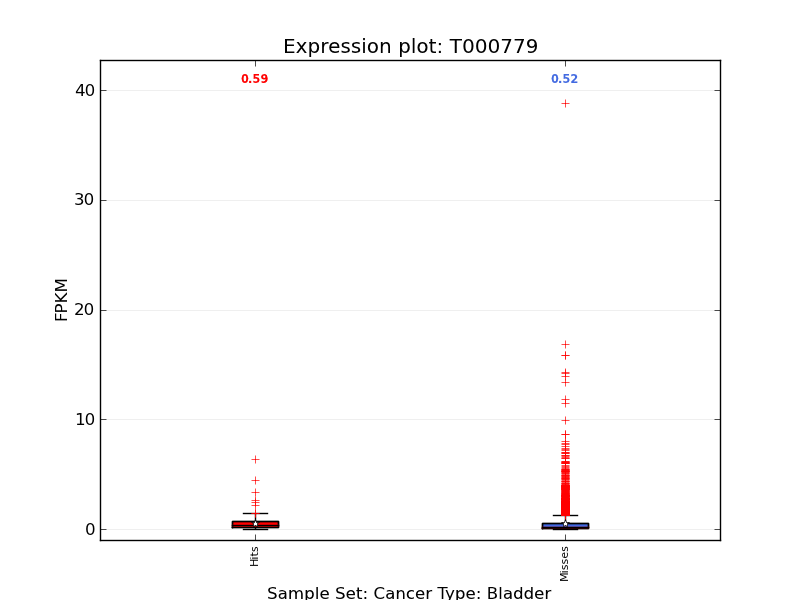 Expression plot: T000779
0.59
0.52
40
30
20
10
0
FPKM
Hits
Misses
Sample Set: Cancer Type: Bladder